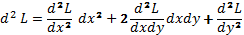 d² L = d²L/dx² dx² + 2 d²L/dxdy dxdy + d²L/dy²